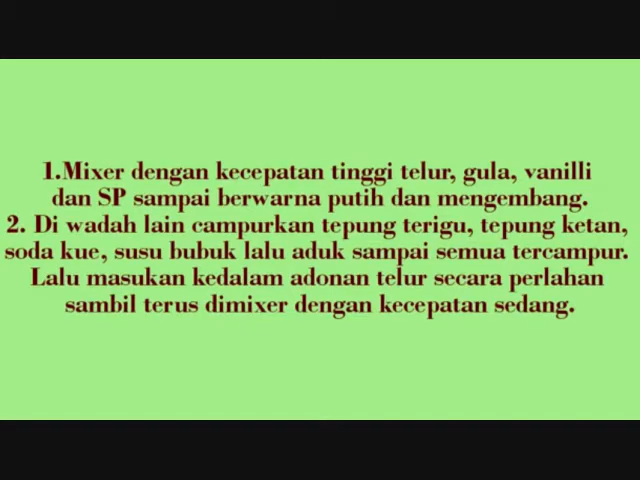 1.Mixer dengan kecepatan tinggi telur, gula, vanilli
dan SP sampai berwarna putih dan mengembang.
2. Di wadah lain campurkan tepung terigu, tepung ketan,
soda kue, susu bubuk lalu aduk sampai semua tercampur.
Lalu masukan kedalam adonan telur secara perlahan
sambil terus dimixer dengan kecepatan sedang.